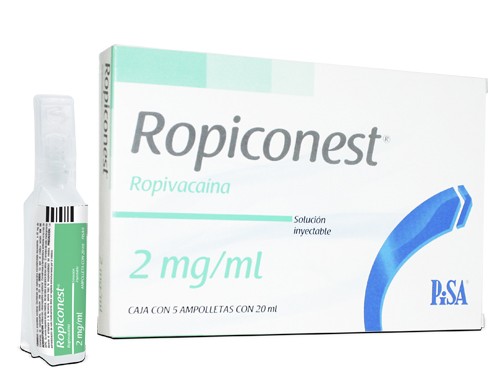 Ropiconest
Ropiconest®
Ropivacaína
Solución
inyectable
2 mg/ml
CAJA CON 5 AMPOLLETAS CON 20 ml
PiSA
Ropiconest
2 mg/ml